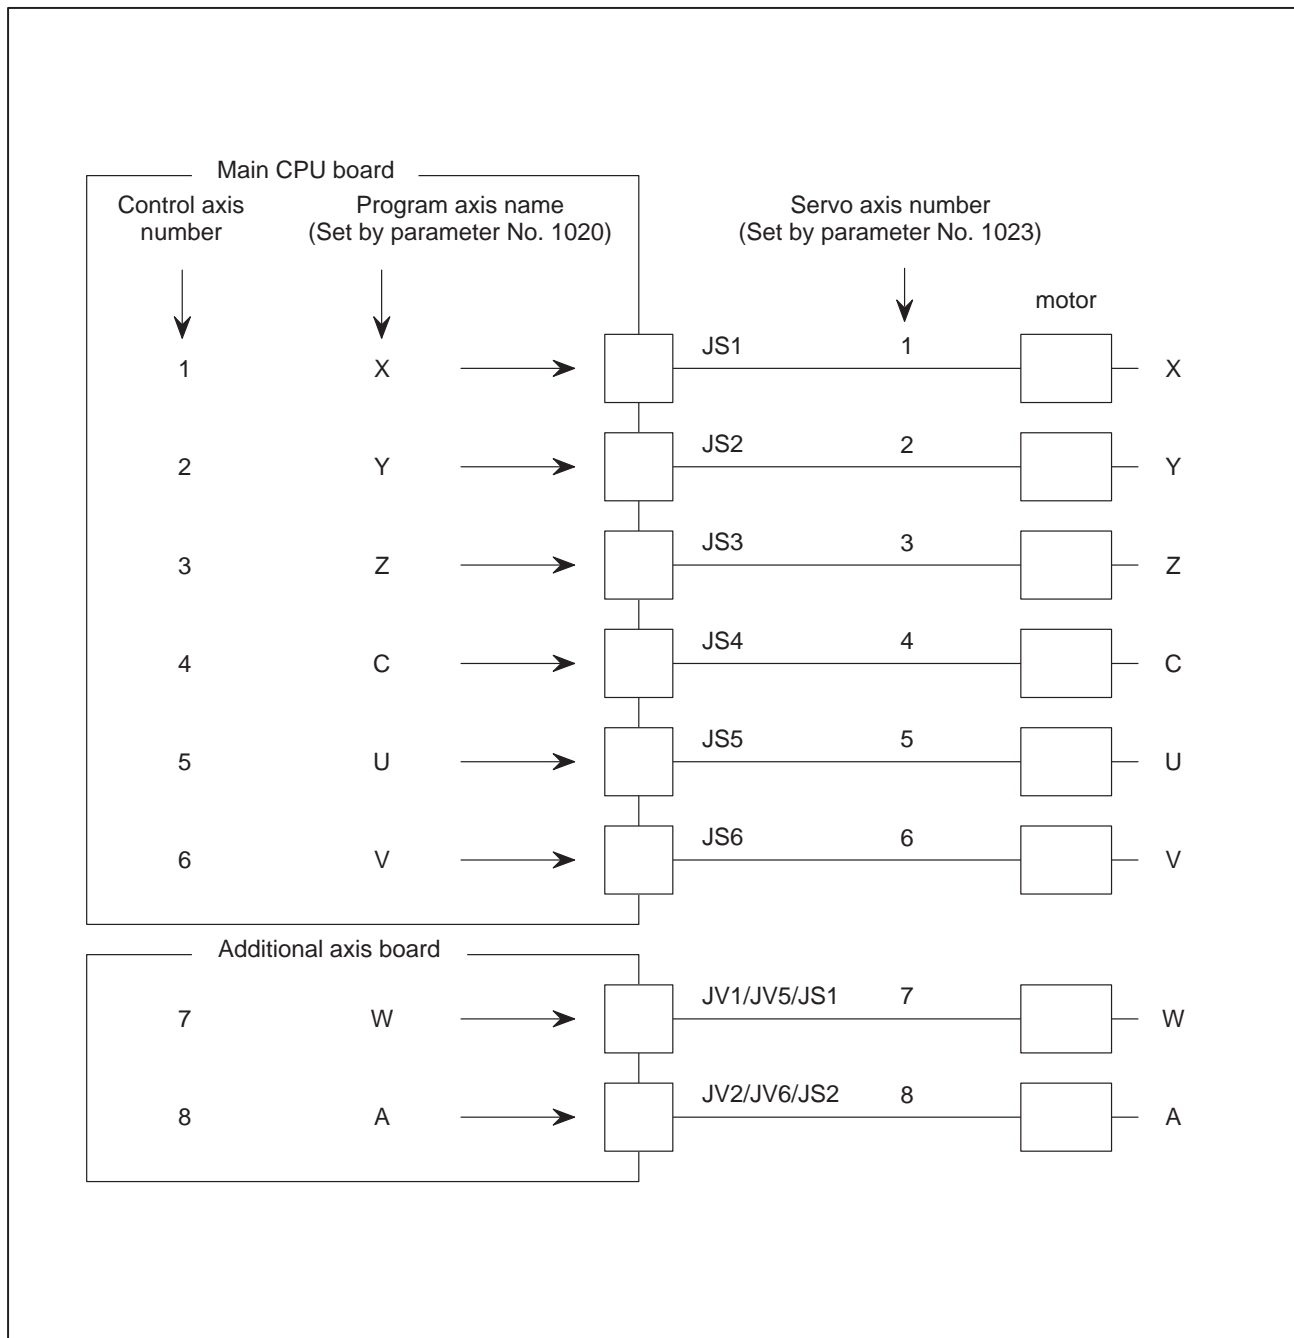 Main CPU board
Control axis number
Program axis name (Set by parameter No. 1020)
Servo axis number (Set by parameter No. 1023)
motor
1 X JS1 1 X
2 Y JS2 2 Y
3 Z JS3 3 Z
4 C JS4 4 C
5 U JS5 5 U
6 V JS6 6 V
Additional axis board
7 W JV1/JV5/JS1 7 W
8 A JV2/JV6/JS2 8 A